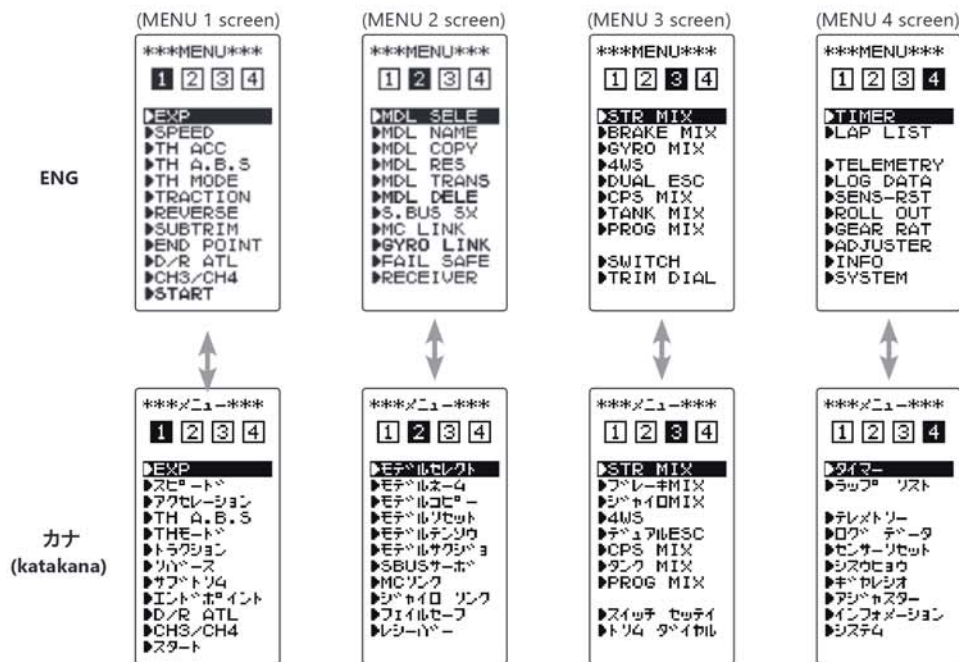 (MENU 1 screen)
***MENU***
1 2 3 4
▶EXP
▶SPEED
▶TH ACC
▶TH A.B.S
▶TH MODE
▶TRACTION
▶REVERSE
▶SUBTRIM
▶END POINT
▶D/R ATL
▶CH3/CH4
▶START
(MENU 2 screen)
***MENU***
1 2 3 4
▶MDL SELE
▶MDL NAME
▶MDL COPY
▶MDL RES
▶MDL TRANS
▶MDL DELE
▶S.BUS SX
▶MC LINK
▶GYRO LINK
▶FAIL SAFE
▶RECEIVER
(MENU 3 screen)
***MENU***
1 2 3 4
▶STR MIX
▶BRAKE MIX
▶GYRO MIX
▶4WS
▶DUAL ESC
▶CPS MIX
▶TANK MIX
▶PROG MIX
▶SWITCH
▶TRIM DIAL
(MENU 4 screen)
***MENU***
1 2 3 4
▶TIMER
▶LAP LIST
▶TELEMETRY
▶LOG DATA
▶SENS-RST
▶ROLL OUT
▶GEAR RAT
▶ADJUSTER
▶INFO
▶SYSTEM
ENG
カナ
(katakana)
***メニュー***
1 2 3 4
▶EXP
▶スピード
▶アクセレーション
▶TH A.B.S
▶THモード
▶トラクション
▶リバース
▶サブトリム
▶エンドポイント
▶D/R ATL
▶CH3/CH4
▶スタート
***メニュー***
1 2 3 4
▶モデルセレクト
▶モデルネーム
▶モデルコピー
▶モデルリセット
▶モデルテンソウ
▶モデルサクジョ
▶SBUSサーボ
▶MCリンク
▶ジャイロ リンク
▶フェイルセーフ
▶レシーバー
***メニュー***
1 2 3 4
▶STR MIX
▶ブレーキMIX
▶ジャイロMIX
▶4WS
▶デュアルESC
▶CPS MIX
▶タンク MIX
▶PROG MIX
▶スイッチ セッテイ
▶トリム ダイヤル
***メニュー***
1 2 3 4
▶タイマー
▶ラップ リスト
▶テレメトリー
▶ログ データ
▶センサーリセット
▶シスウヒョウ
▶ギヤレシオ
▶アジャスター
▶インフォメーション
▶システム